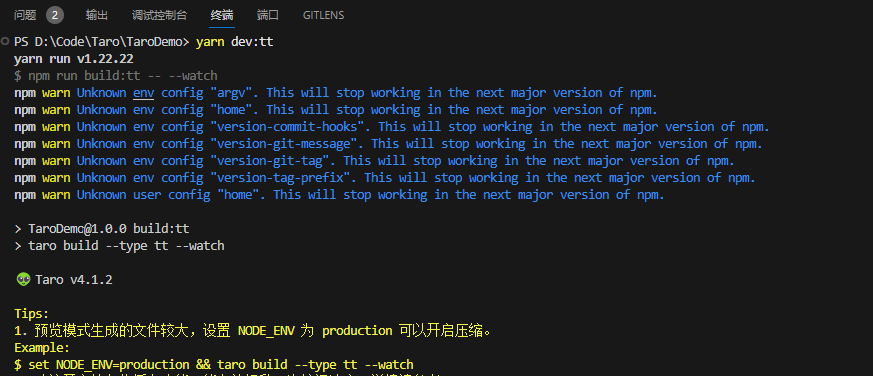 问题 2 输出 调试控制台 终端 端口 GITLENS
PS D:\Code\Taro\TaroDemo> yarn dev:tt
yarn run v1.22.22
$ npm run build:tt -- --watch
npm warn Unknown env config "argv". This will stop working in the next major version of npm.
npm warn Unknown env config "home". This will stop working in the next major version of npm.
npm warn Unknown env config "version-commit-hooks". This will stop working in the next major version of npm.
npm warn Unknown env config "version-git-message". This will stop working in the next major version of npm.
npm warn Unknown env config "version-git-tag". This will stop working in the next major version of npm.
npm warn Unknown env config "version-tag-prefix". This will stop working in the next major version of npm.
npm warn Unknown user config "home". This will stop working in the next major version of npm.
> TaroDemo@1.0.0 build:tt
> taro build --type tt --watch
👽 Taro v4.1.2
Tips:
1. 预览模式生成的文件较大，设置 NODE_ENV 为 production 可以开启压缩。
Example:
$ set NODE_ENV=production && taro build --type tt --watch